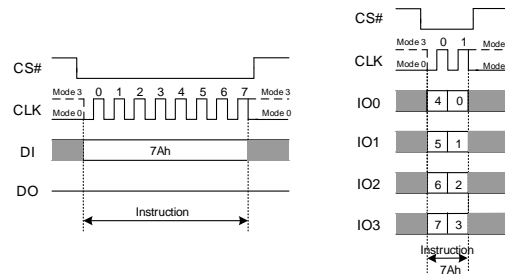 CS#
Mode 3 0 1 2 3 4 5 6 7 Mode 3
CLK
Mode 0 Mode 0
DI 7Ah
DO
Instruction
CS#
Mode 3 0 1 Mode
CLK
Mode 0 Mode
IO0 4 0
IO1 5 1
IO2 6 2
IO3 7 3
Instruction
7Ah